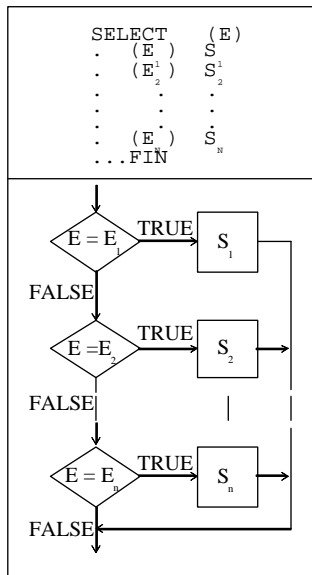 SELECT (E)
. (E₁) S₁
. (E₂) S₂
. . .
. . .
. . .
. (Eₙ) Sₙ
...FIN
E = E₁ TRUE S₁
FALSE
E =E₂ TRUE S₂
FALSE
E = Eₙ TRUE Sₙ
FALSE